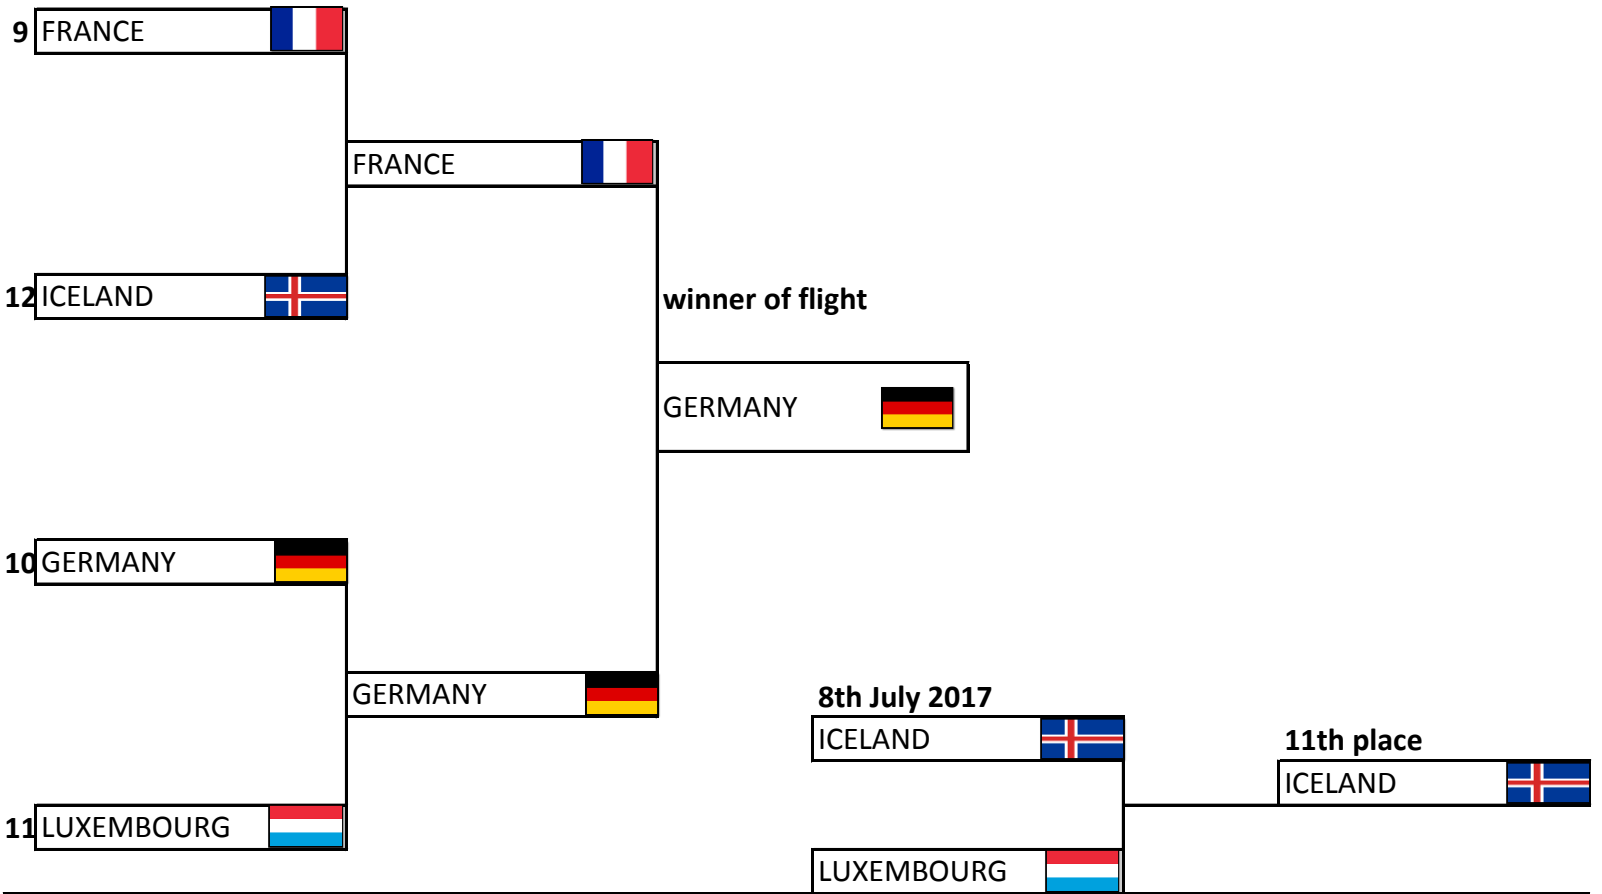 9 FRANCE
FRANCE
12 ICELAND
winner of flight
GERMANY
10 GERMANY
GERMANY
8th July 2017
ICELAND
11th place
ICELAND
11 LUXEMBOURG
LUXEMBOURG